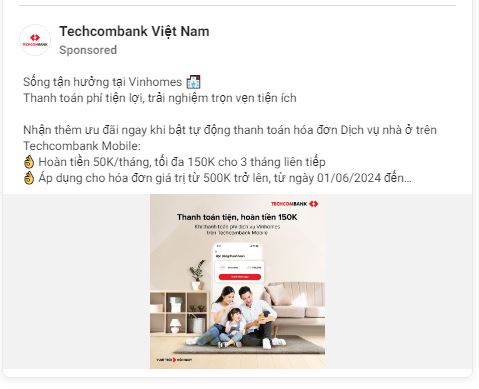 Techcombank Việt Nam
TECHCOMBANK
Sponsored
Sống tận hưởng tại Vinhomes
Thanh toán phí tiện lợi, trải nghiệm trọn vẹn tiện ích
Nhận thêm ưu đãi ngay khi bật tự động thanh toán hóa đơn Dịch vụ nhà ở trên
Techcombank Mobile:
Hoàn tiền 50K/tháng, tối đa 150K cho 3 tháng liên tiếp
Áp dụng cho hóa đơn giá trị từ 500K trở lên, từ ngày 01/06/2024 đến...
TECHCOMBANK
Thanh toán tiện, hoàn tiền 150K
Khi thanh toán phí dịch vụ Vinhomes
trên Techcombank Mobile